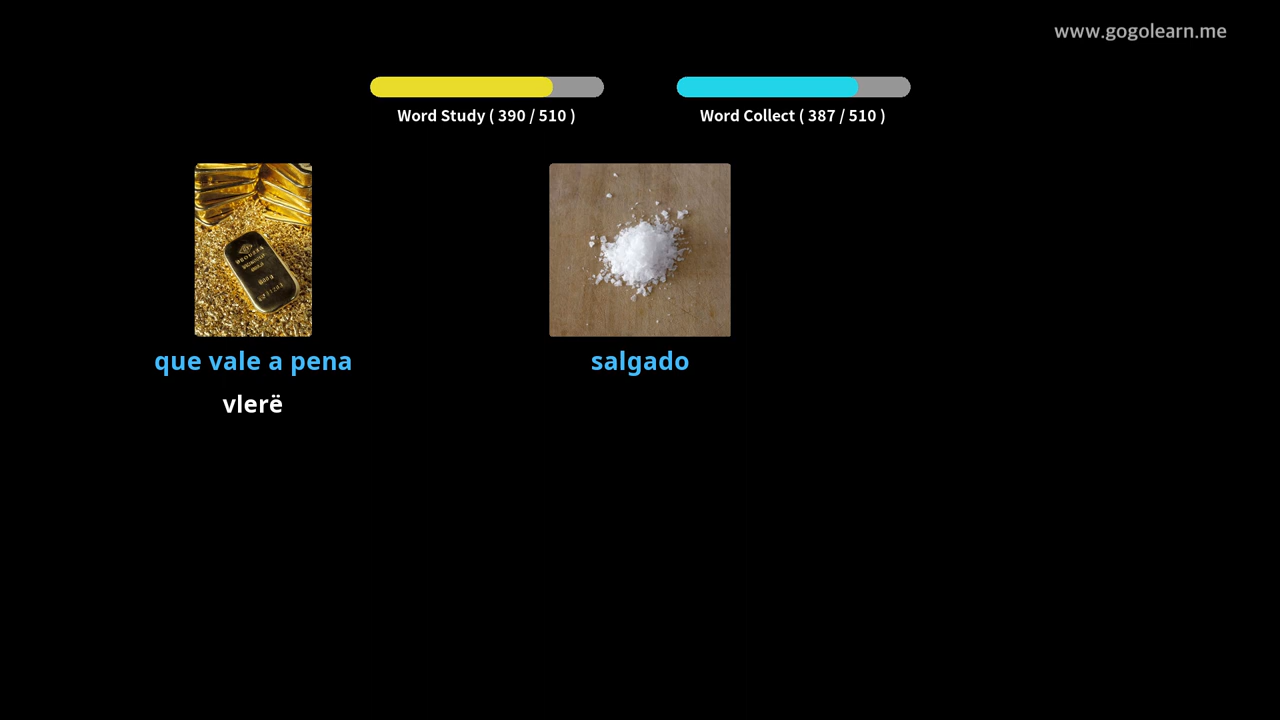 www.gogolearn.me
Word Study ( 390 / 510 )
Word Collect ( 387 / 510 )
que vale a pena
salgado
vlerë